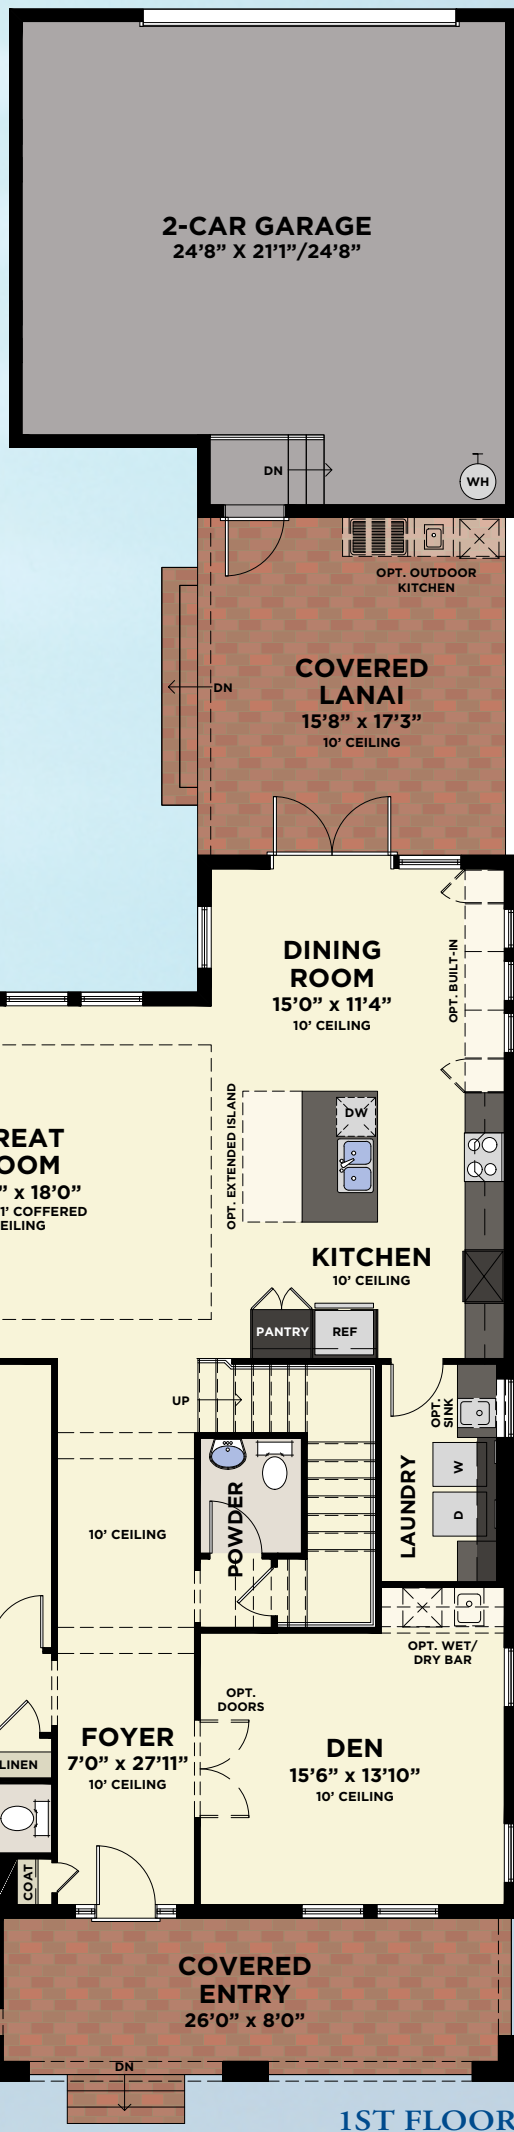 2-CAR GARAGE
24'8" X 21'1"/24'8"
DN
WH
OPT. OUTDOOR
KITCHEN
COVERED
LANAI
15'8" x 17'3"
10' CEILING
DN
DINING
ROOM
15'0" x 11'4"
10' CEILING
OPT. BUILT-IN
OPT. EXTENDED ISLAND
DW
REAT
OOM
" x 18'0"
1' COFFERED
EILING
KITCHEN
10' CEILING
PANTRY
REF
UP
OPT.
SINK
LAUNDRY
W
D
POWDER
10' CEILING
OPT. WET/
DRY BAR
OPT.
DOORS
FOYER
7'0" x 27'11"
10' CEILING
DEN
15'6" x 13'10"
10' CEILING
LINEN
COAT
COVERED
ENTRY
26'0" x 8'0"
DN
1ST FLOOR